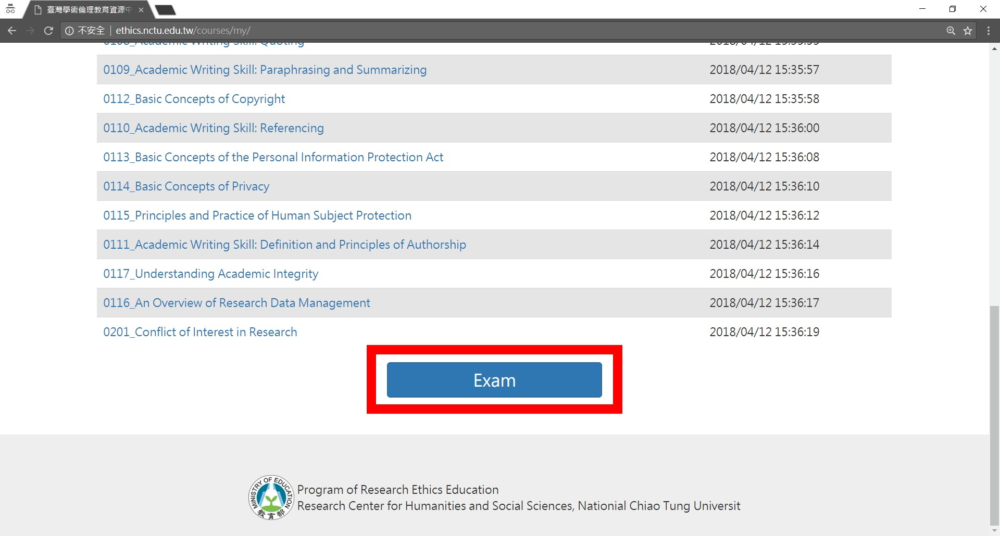 臺灣學術倫理教育資源中
不安全 | ethics.nctu.edu.tw/courses/my/
0108_Academic Writing Skill: Quoting
0109_Academic Writing Skill: Paraphrasing and Summarizing 2018/04/12 15:35:57
0112_Basic Concepts of Copyright 2018/04/12 15:35:58
0110_Academic Writing Skill: Referencing 2018/04/12 15:36:00
0113_Basic Concepts of the Personal Information Protection Act 2018/04/12 15:36:08
0114_Basic Concepts of Privacy 2018/04/12 15:36:10
0115_Principles and Practice of Human Subject Protection 2018/04/12 15:36:12
0111_Academic Writing Skill: Definition and Principles of Authorship 2018/04/12 15:36:14
0117_Understanding Academic Integrity 2018/04/12 15:36:16
0116_An Overview of Research Data Management 2018/04/12 15:36:17
0201_Conflict of Interest in Research 2018/04/12 15:36:19
Exam
MINISTRY OF EDUCATION
教育部
Program of Research Ethics Education
Research Center for Humanities and Social Sciences, Nationial Chiao Tung Universit